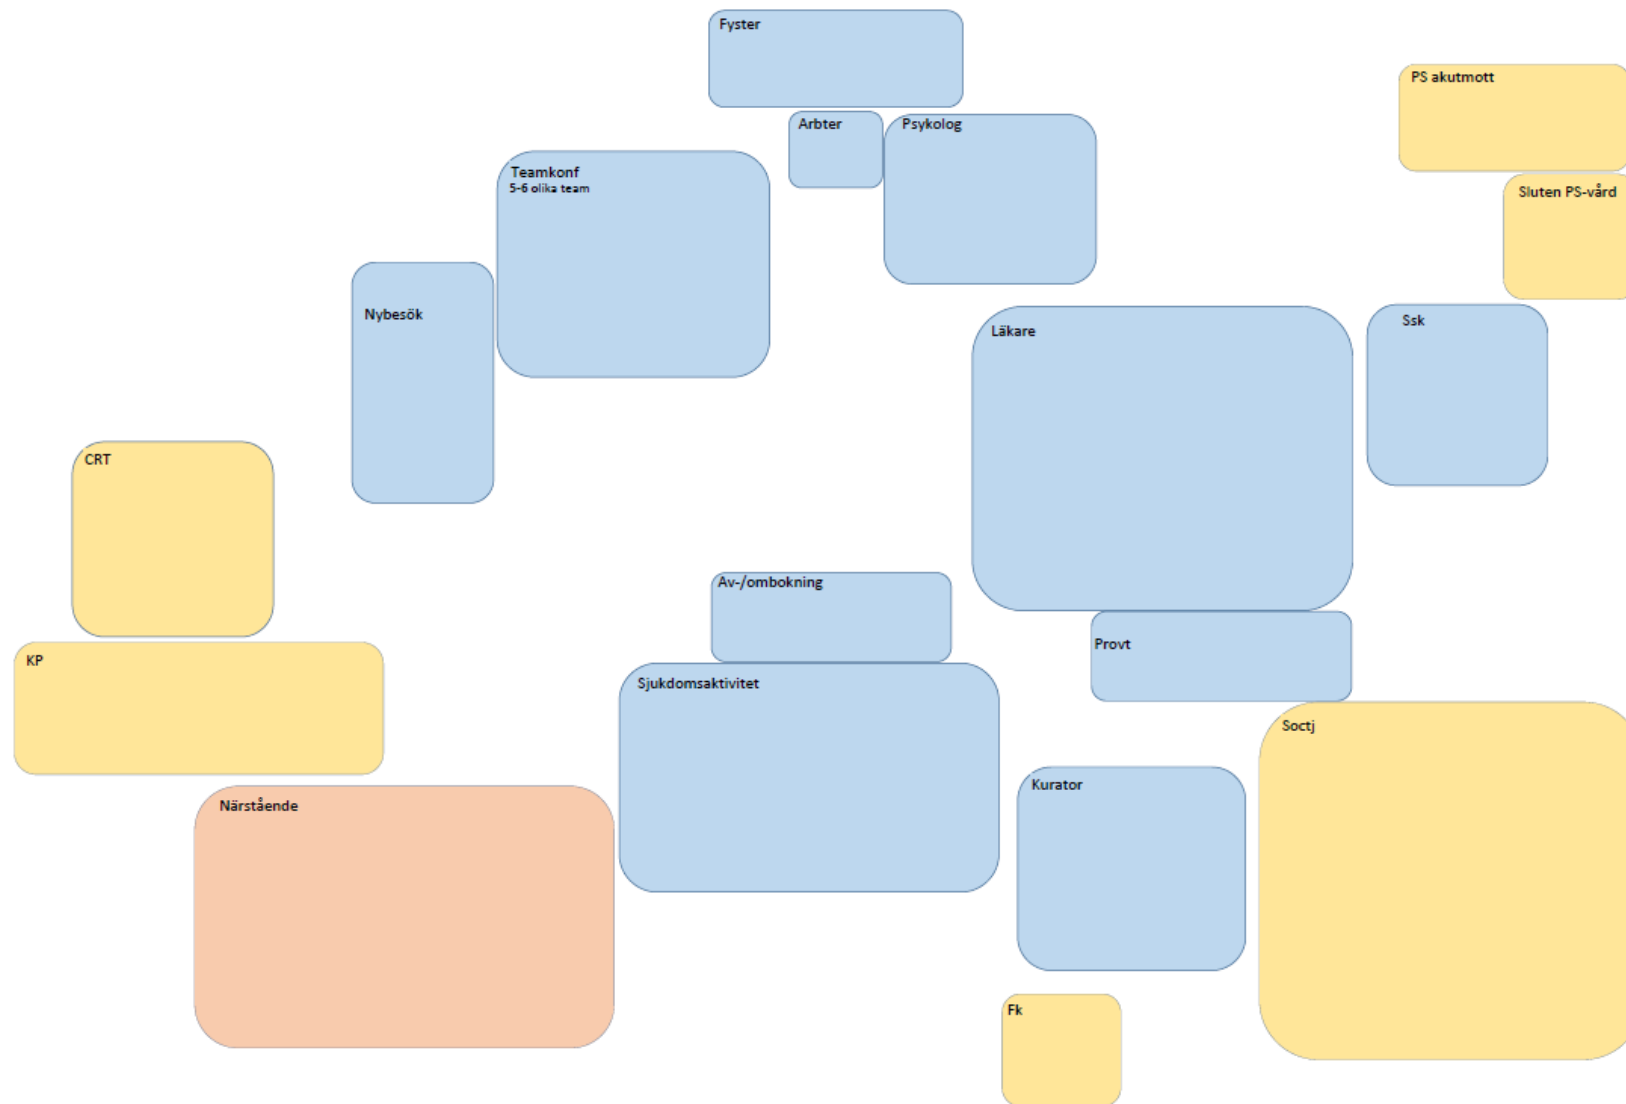 Fyster
PS akutmott
Arbter
Psykolog
Teamkonf
5-6 olika team
Sluten PS-vård
Nybesök
Läkare
Ssk
CRT
Av-/ombokning
Provt
KP
Sjukdomsaktivitet
Soctj
Kurator
Närstående
Fk